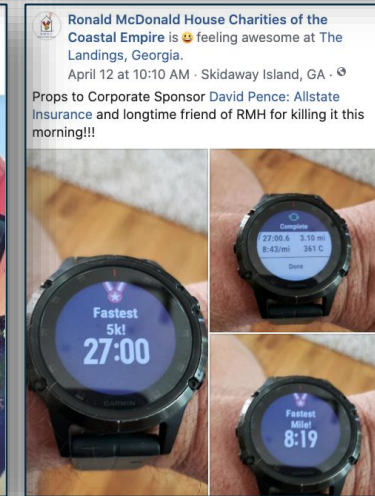 Ronald McDonald House Charities of the
Coastal Empire is 😃 feeling awesome at The
Landings, Georgia.
April 12 at 10:10 AM · Skidaway Island, GA ·
Props to Corporate Sponsor David Pence: Allstate
Insurance and longtime friend of RMH for killing it this
morning!!!
Fastest
5k!
27:00
GARMIN
Complete
27:00.6 3.10 mi
8:43/mi 361 C
Done
Fastest
Mile!
8:19